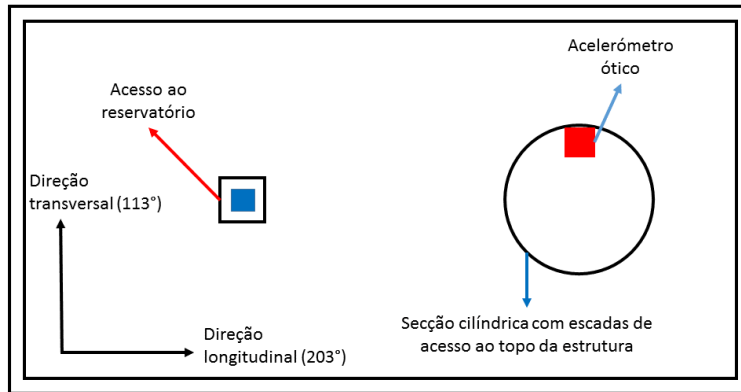 Acelerómetro
ótico
Acesso ao
reservatório
Direção
transversal (113°)
Direção
longitudinal (203°)
Secção cilíndrica com escadas de
acesso ao topo da estrutura